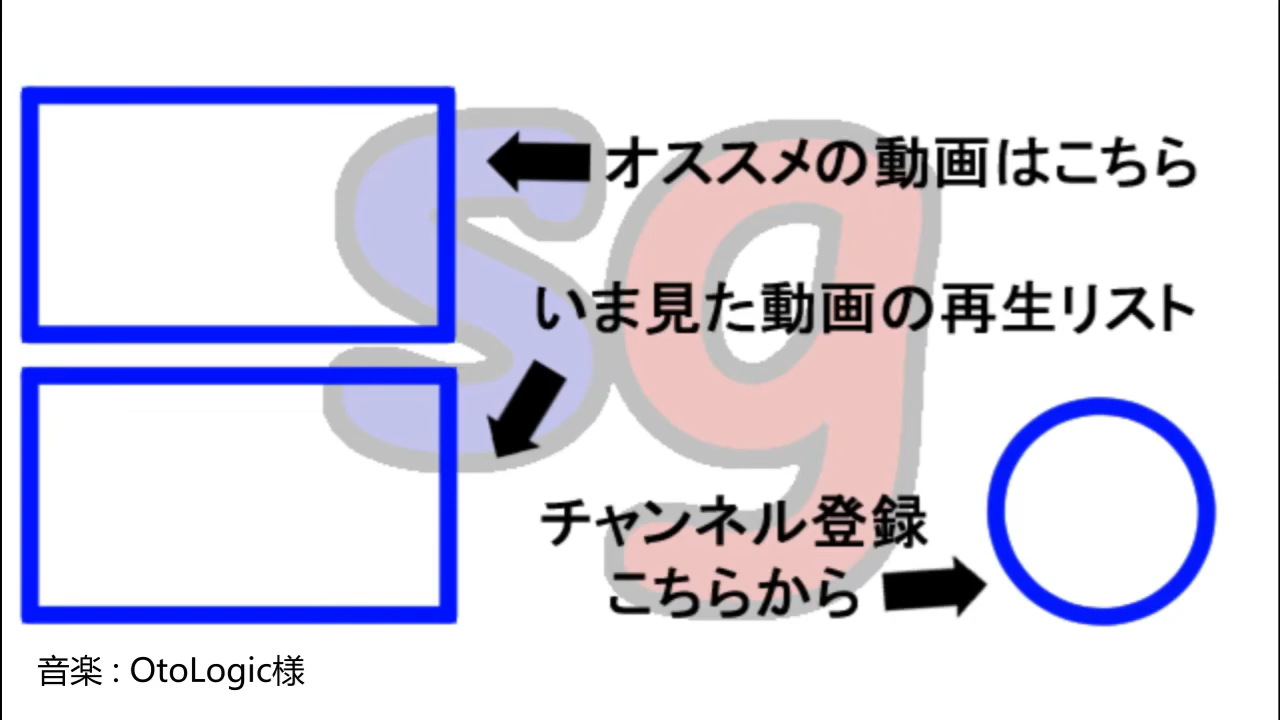 sg
オススメの動画はこちら
いま見た動画の再生リスト
チャンネル登録
こちらから
音楽 : OtoLogic様